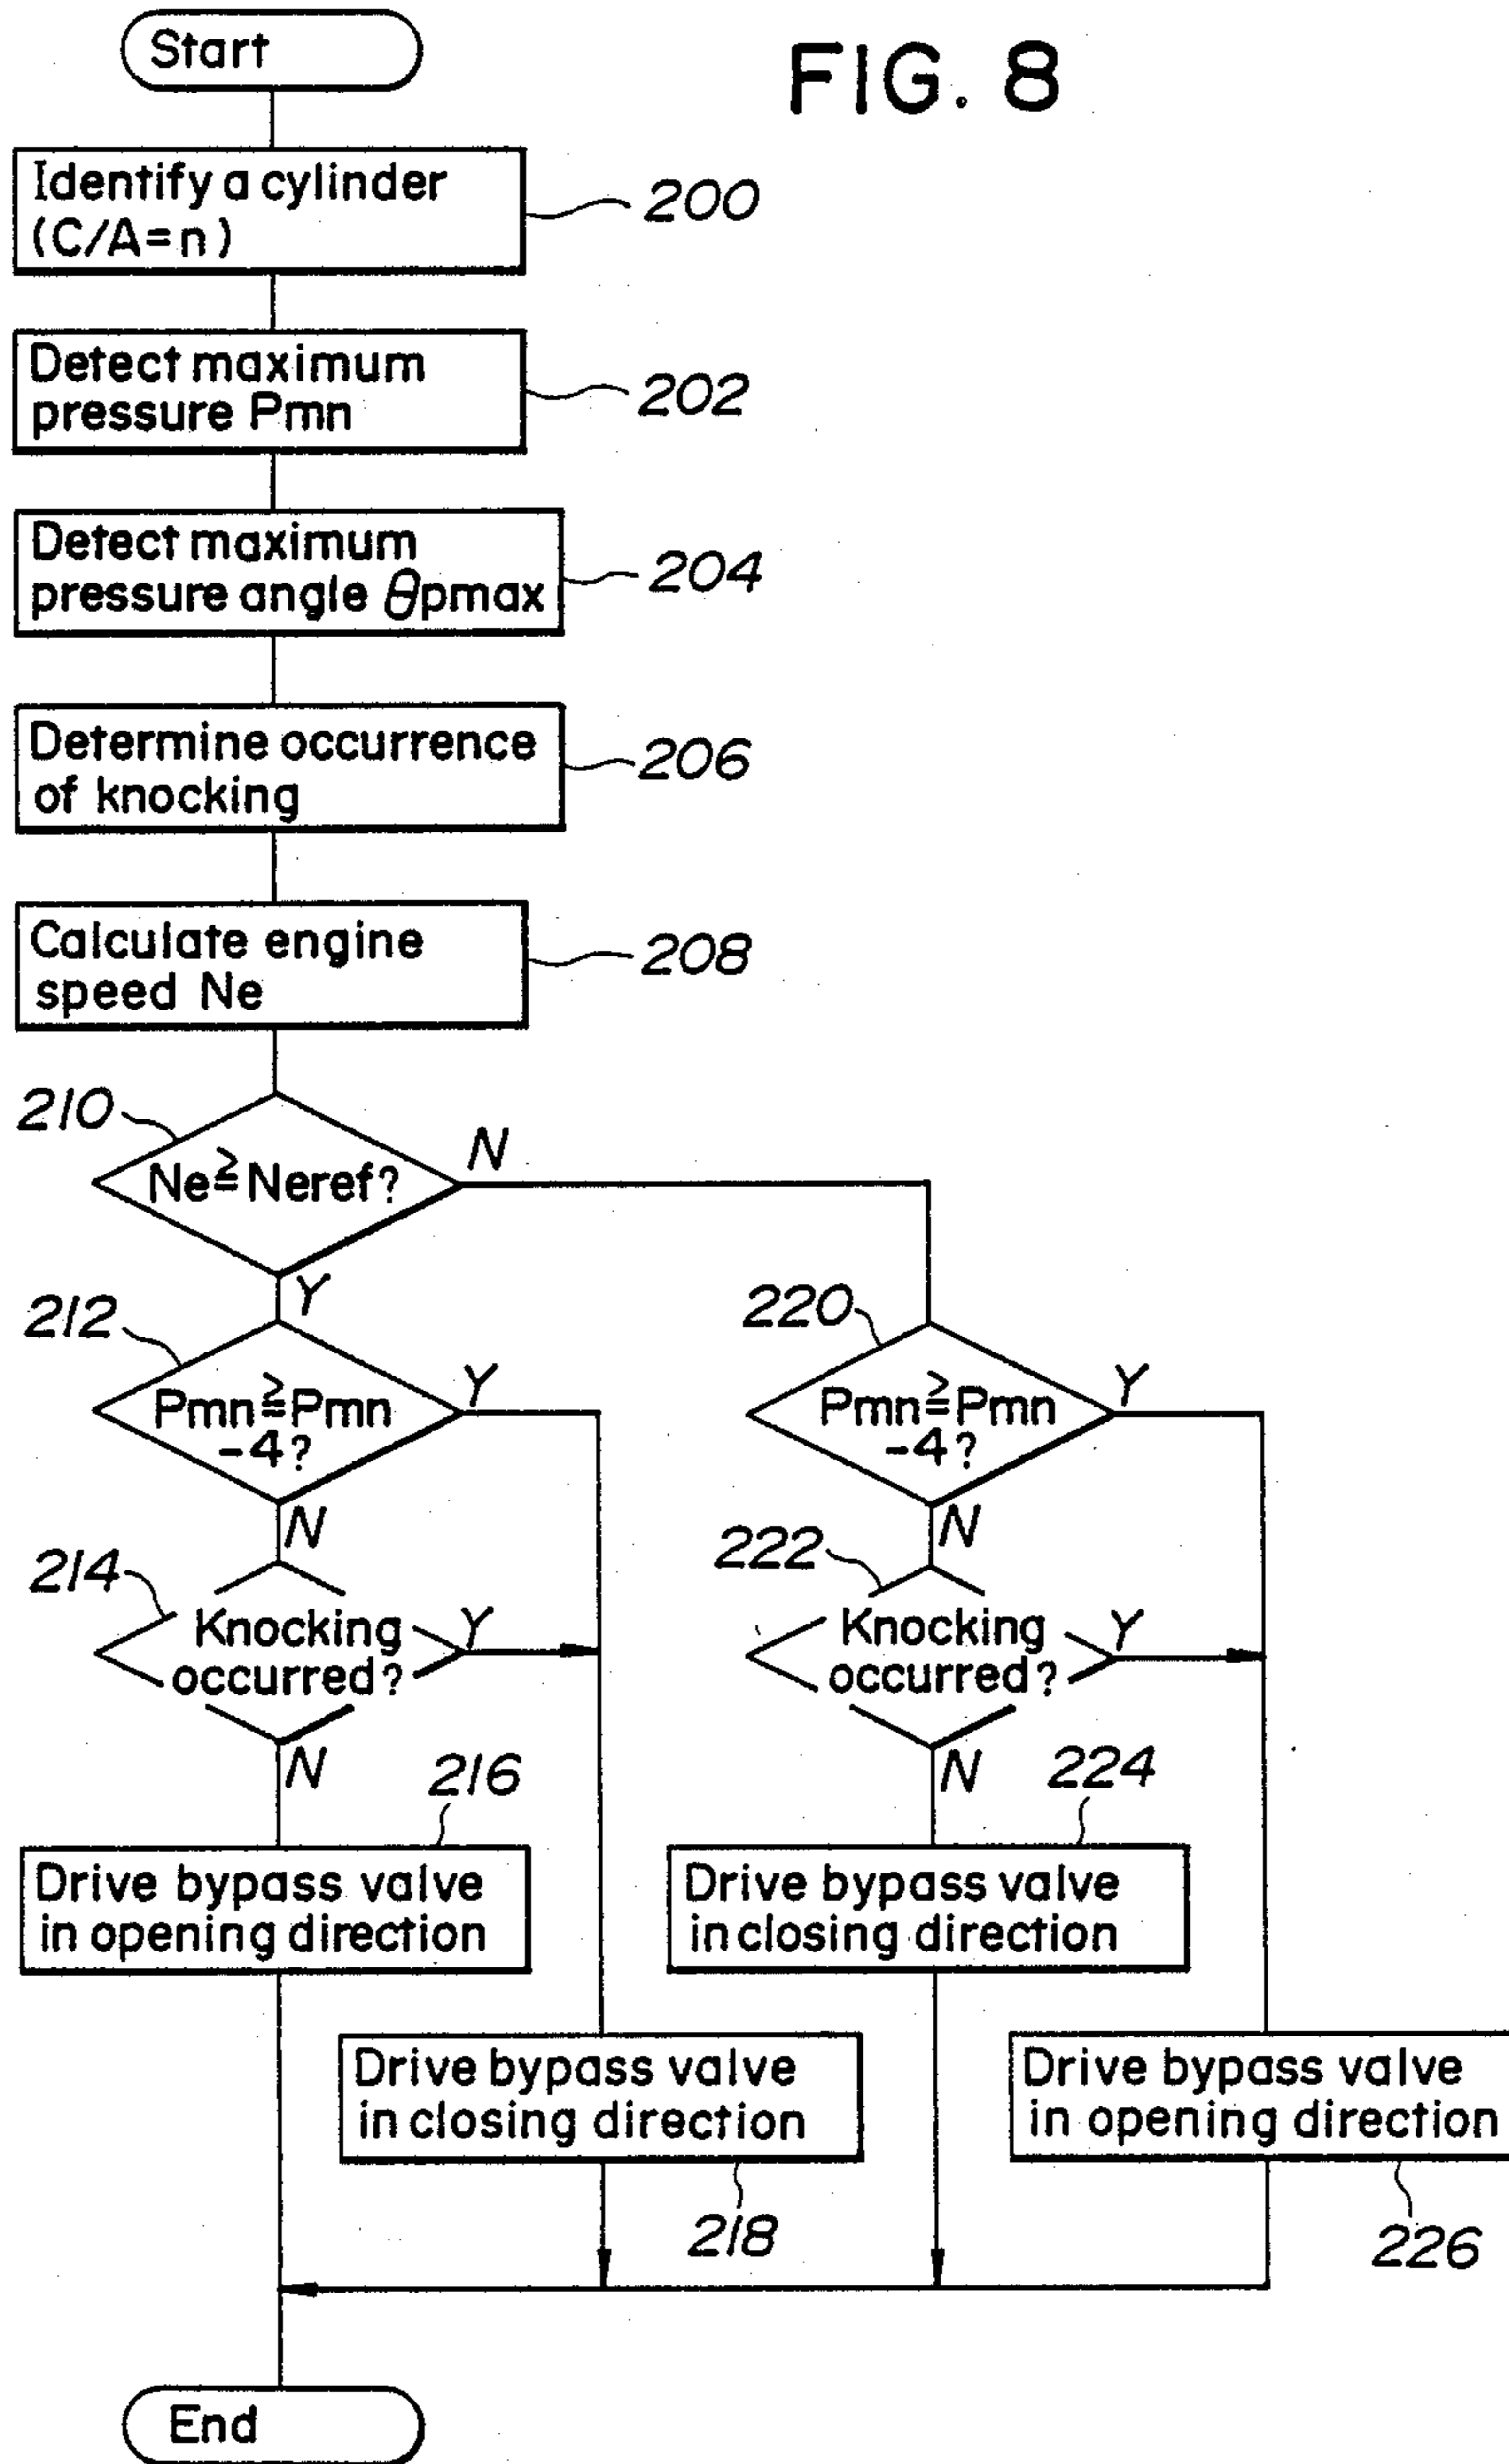 FIG. 8
Start
Identify a cylinder
(C/A=n)
200
Detect maximum
pressure Pmn
202
Detect maximum
pressure angle θpmax
204
Determine occurrence
of knocking
206
Calculate engine
speed Ne
208
210
Ne≧Neref?
N
Y
212
Pmn≧Pmn
-4?
Y
N
220
Pmn≧Pmn
-4?
Y
N
214
Knocking
occurred?
Y
N
222
Knocking
occurred?
Y
N
216
Drive bypass valve
in opening direction
224
Drive bypass valve
in closing direction
Drive bypass valve
in closing direction
218
Drive bypass valve
in opening direction
226
End